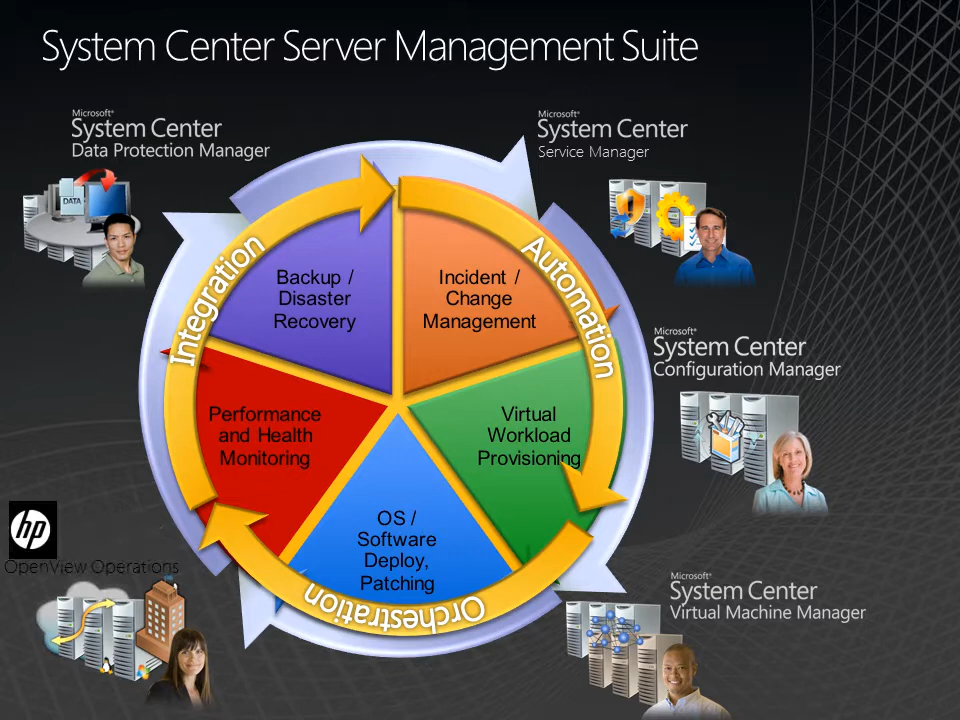 System Center Server Management Suite
Microsoft®
System Center
Data Protection Manager
DATA
Microsoft®
System Center
Service Manager
Integration
Automation
Backup /
Disaster
Recovery
Incident /
Change
Management
Microsoft®
System Center
Configuration Manager
Performance
and Health
Monitoring
Virtual
Workload
Provisioning
OS /
Software
Deploy,
Patching
Orchestration
hp
OpenView Operations
Microsoft®
System Center
Virtual Machine Manager